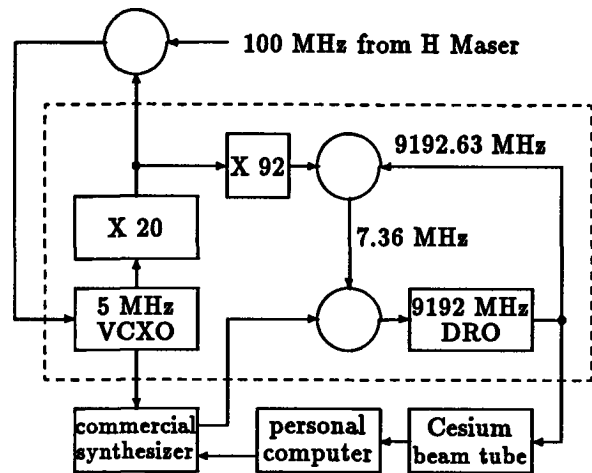 100 MHz from H Maser
X 92
9192.63 MHz
X 20
7.36 MHz
5 MHz
VCXO
9192 MHz
DRO
commercial
synthesizer
personal
computer
Cesium
beam tube